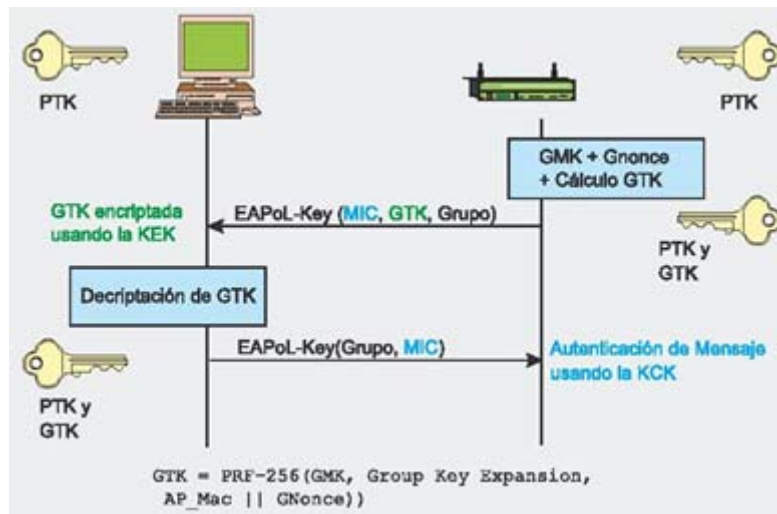 PTK
PTK
GMK + Gnonce
+ Cálculo GTK
GTK encriptada
usando la KEK
EAPoL-Key (MIC, GTK, Grupo)
PTK y
GTK
Decriptación de GTK
EAPoL-Key(Grupo, MIC)
Autenticación de Mensaje
usando la KCK
PTK y
GTK
GTK = PRF-256(GMK, Group Key Expansion,
AP_Mac || GNonce))